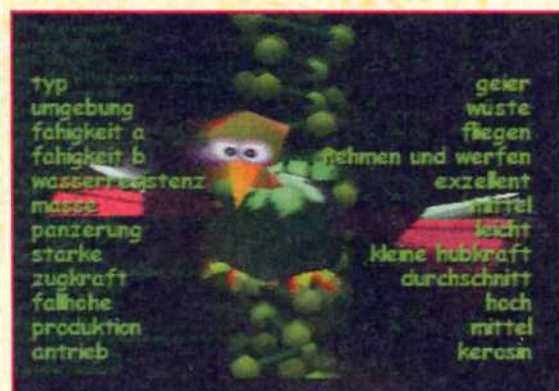 typ geier
umgebung wüste
fahigkeit a fliegen
fahigkeit b nehmen und werfen
wasserresistenz exzellent
masse mittel
panzerung leicht
starke kleine hubkraft
zugkraft durchschnitt
fallhohe hoch
produktion mittel
antrieb kerosin